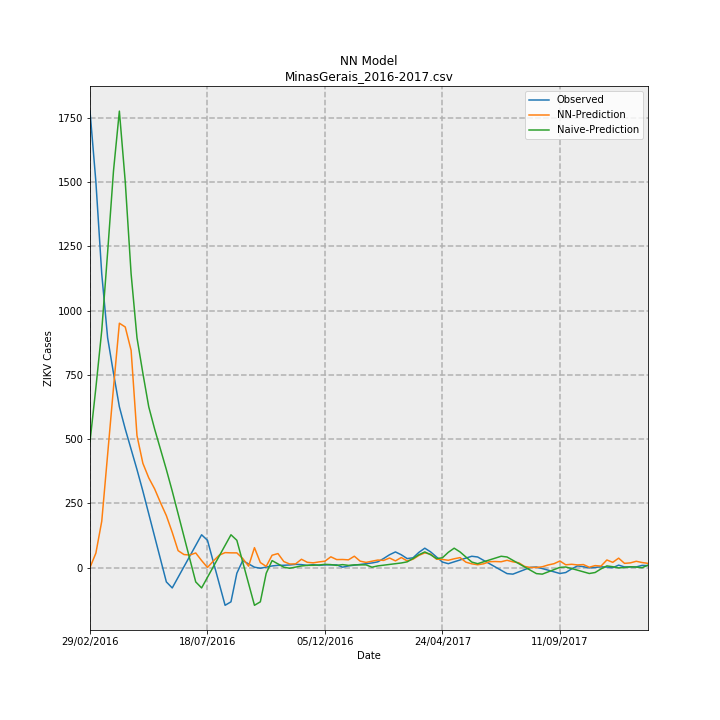 NN Model
MinasGerais_2016-2017.csv
Observed
NN-Prediction
Naive-Prediction
1750
1500
1250
1000
750
500
250
0
ZIKV Cases
29/02/2016
18/07/2016
05/12/2016
24/04/2017
11/09/2017
Date